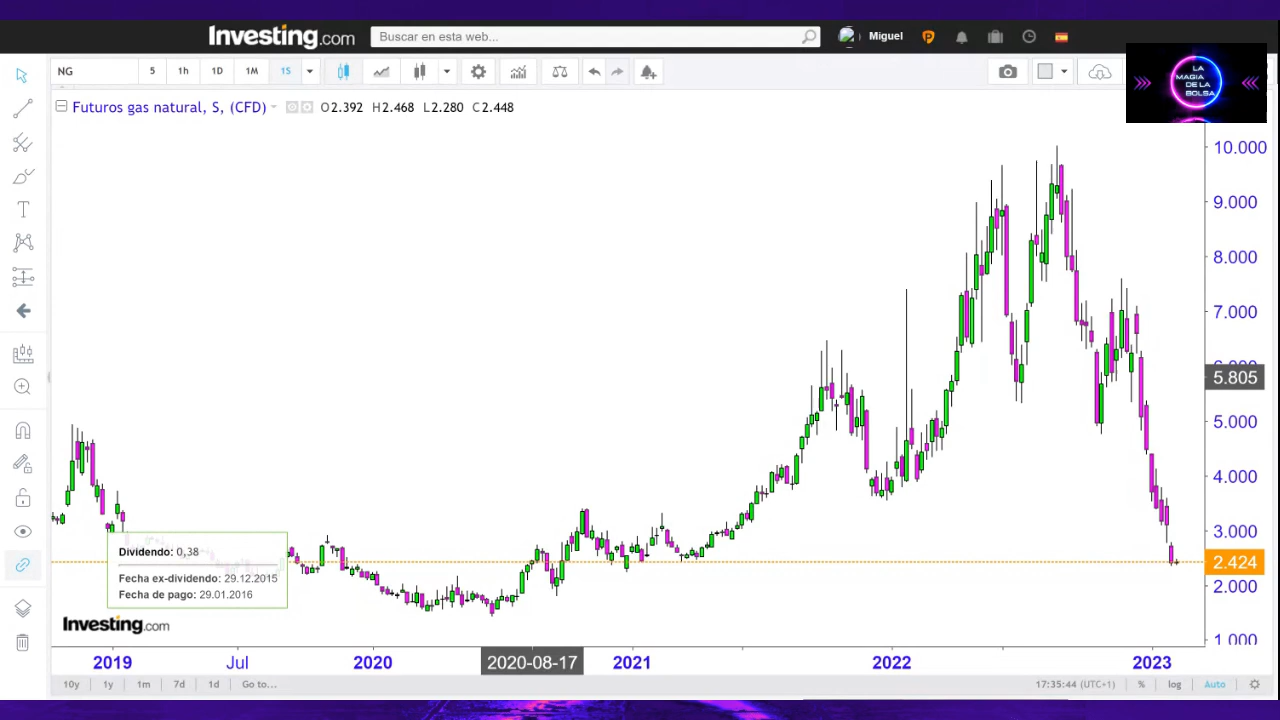 Investing.com
Buscar en esta web...
Miguel
NG
5
1h
1D
1M
1S
LA
MAGIA
DE LA
BOLSA
Futuros gas natural, S, (CFD)
O2.392 H2.468 L2.280 C2.448
10.000
9.000
8.000
7.000
6.000
5.805
5.000
4.000
3.000
2.424
2.000
1.000
Dividendo: 0,38
Fecha ex-dividendo: 29.12.2015
Fecha de pago: 29.01.2016
Investing.com
2019
Jul
2020
2020-08-17
2021
2022
2023
10y
1y
1m
7d
1d
Go to...
17:35:44 (UTC+1)
%
log
Auto